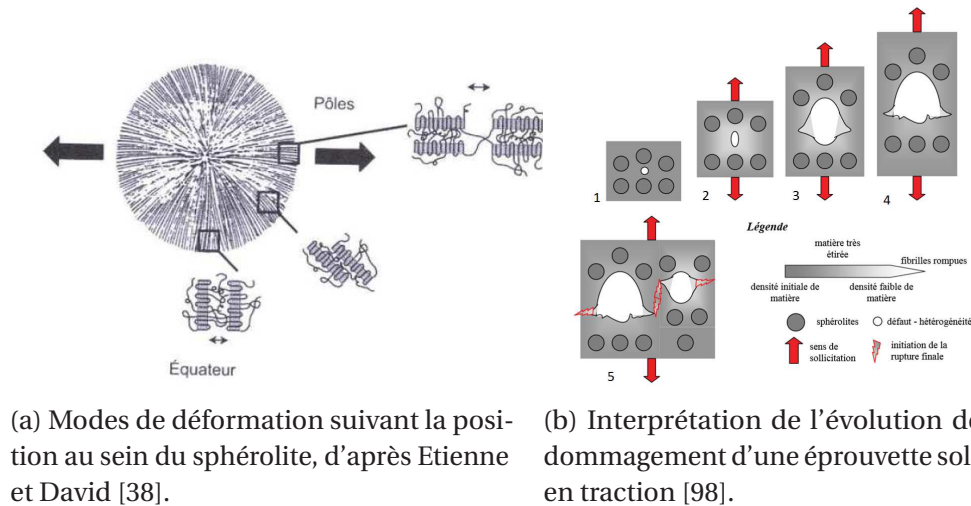 Pôles
Équateur
1
2
3
4
5
Légende
matière très
étirée
fibrilles rompues
densité initiale de
matière
densité faible de
matière
sphérolites
défaut - hétérogénéité
sens de
sollicitation
initiation de la
rupture finale
(a) Modes de déformation suivant la posi-
tion au sein du sphérolite, d'après Etienne
et David [38].
(b) Interprétation de l'évolution de
dommagement d'une éprouvette sol
en traction [98].